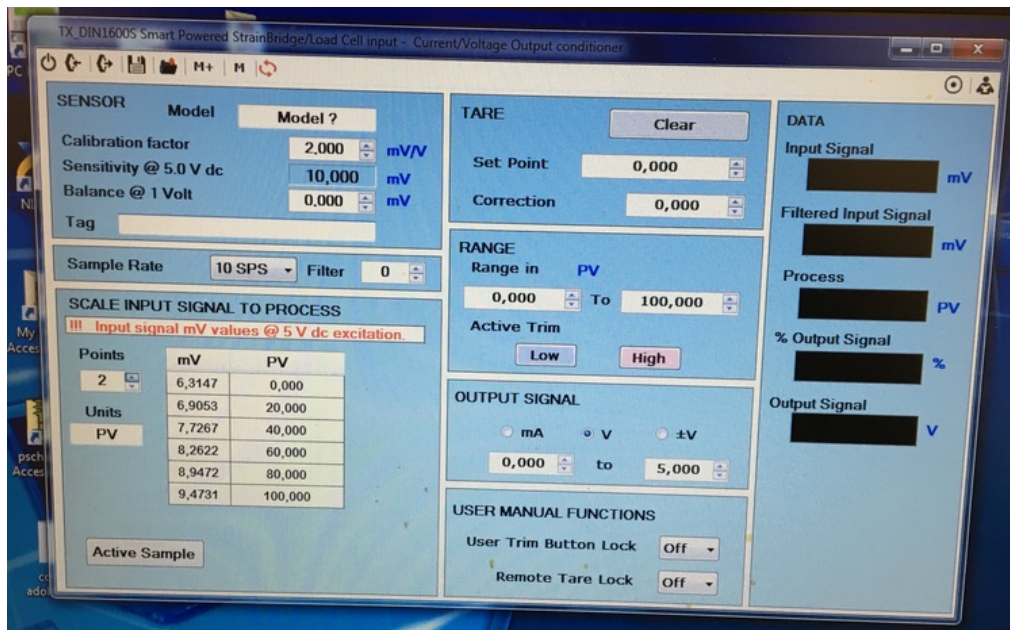 TX_DIN1600S Smart Powered StrainBridge/Load Cell input - Current/Voltage Output conditioner
M+ M
SENSOR
Model Model ?
Calibration factor 2,000 mV/V
Sensitivity @ 5.0 V dc 10,000 mV
Balance @ 1 Volt 0,000 mV
Tag
Sample Rate 10 SPS Filter 0
SCALE INPUT SIGNAL TO PROCESS
!!! Input signal mV values @ 5 V dc excitation.
Points
2
Units
PV
mV PV
6,3147 0,000
6,9053 20,000
7,7267 40,000
8,2622 60,000
8,9472 80,000
9,4731 100,000
Active Sample
TARE
Clear
Set Point 0,000
Correction 0,000
RANGE
Range in PV
0,000 To 100,000
Active Trim
Low High
OUTPUT SIGNAL
mA V ±V
0,000 to 5,000
USER MANUAL FUNCTIONS
User Trim Button Lock Off
Remote Tare Lock Off
DATA
Input Signal
mV
Filtered Input Signal
mV
Process
PV
% Output Signal
%
Output Signal
V
PC
My
Acces
psch
Acces